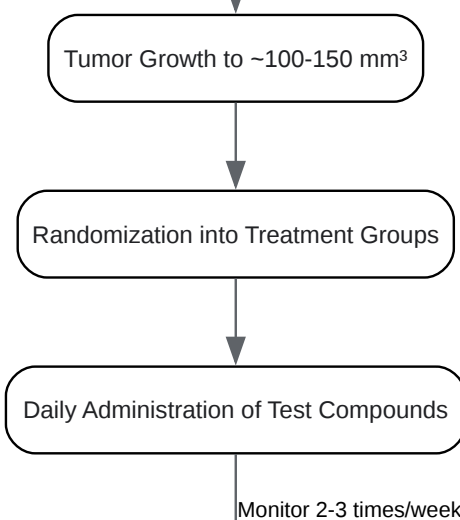 Tumor Growth to ~100-150 mm³
Randomization into Treatment Groups
Daily Administration of Test Compounds
Monitor 2-3 times/week